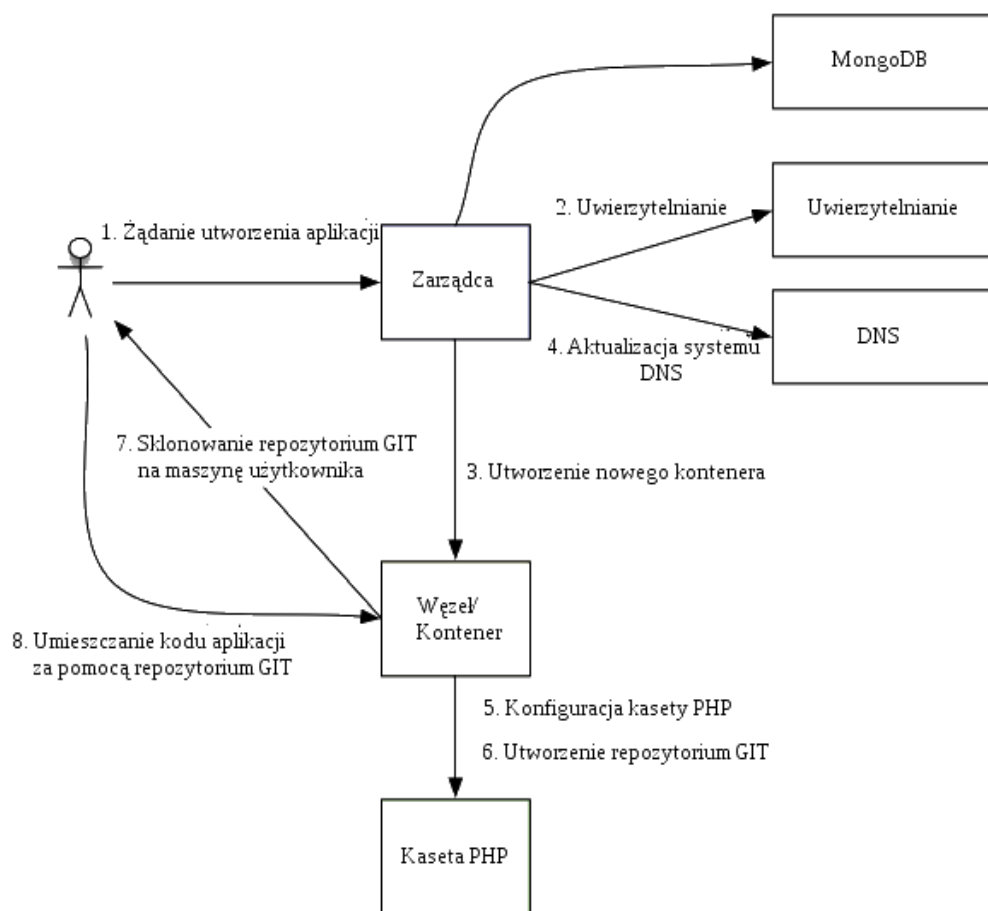 MongoDB
2. Uwierzytelnianie
Uwierzytelnianie
1. Żądanie utworzenia aplikacji
Zarządca
DNS
4. Aktualizacja systemu
DNS
7. Sklonowanie repozytorium GIT
na maszynę użytkownika
3. Utworzenie nowego kontenera
Węzeł/
Kontener
8. Umieszczanie kodu aplikacji
za pomocą repozytorium GIT
5. Konfiguracja kasety PHP
6. Utworzenie repozytorium GIT
Kaseta PHP